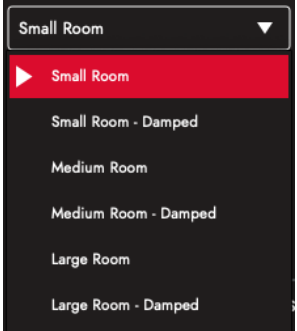 Small Room
Small Room
Small Room - Damped
Medium Room
Medium Room - Damped
Large Room
Large Room - Damped